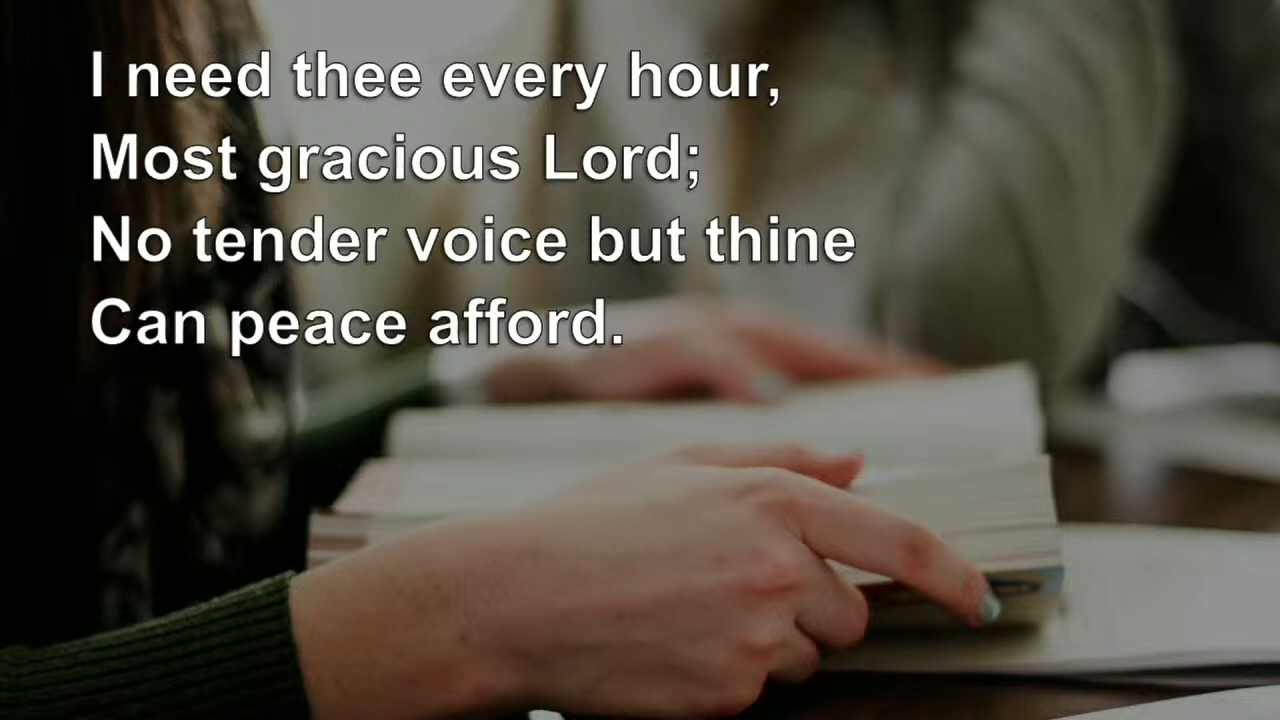 I need thee every hour,
Most gracious Lord;
No tender voice but thine
Can peace afford.